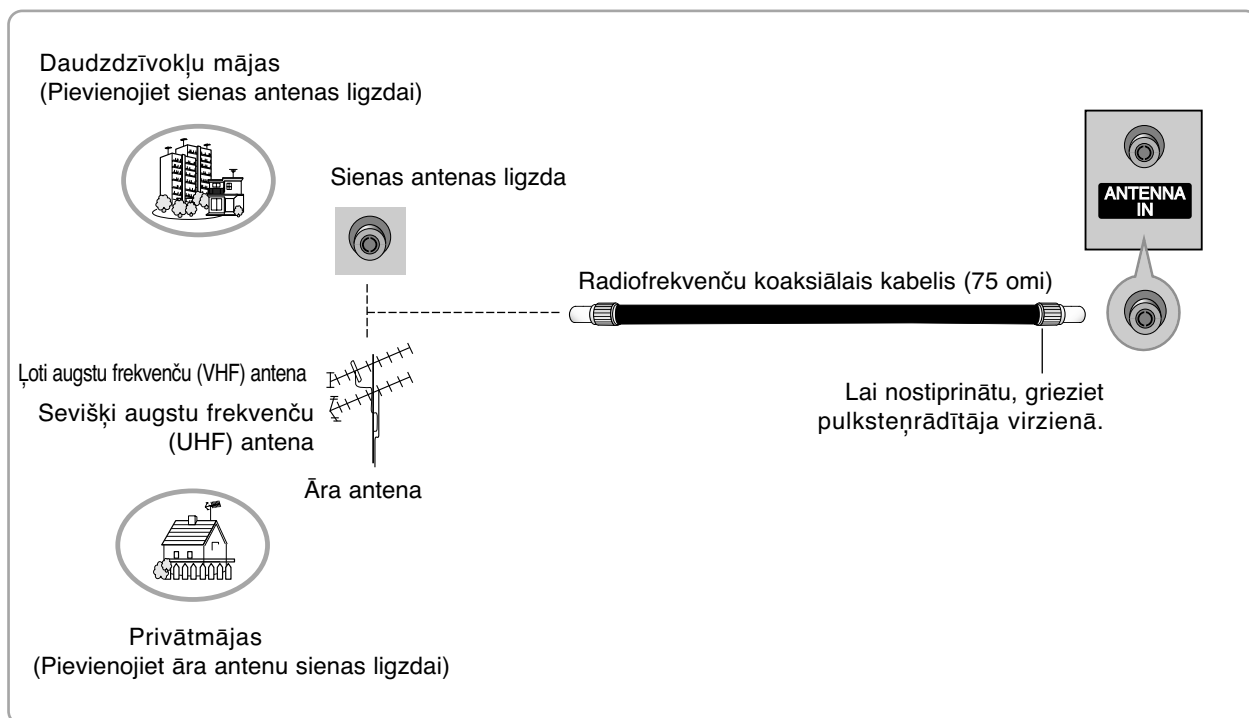 Daudzdzīvokļu mājas
(Pievienojiet sienas antenas ligzdai)
Sienas antenas ligzda
ANTENNA
IN
Radiofrekvenču koaksiālais kabelis (75 omi)
Ļoti augstu frekvenču (VHF) antena
Sevišķi augstu frekvenču
(UHF) antena
Lai nostiprinātu, grieziet
pulksteņrādītāja virzienā.
Āra antena
Privātmājas
(Pievienojiet āra antenu sienas ligzdai)